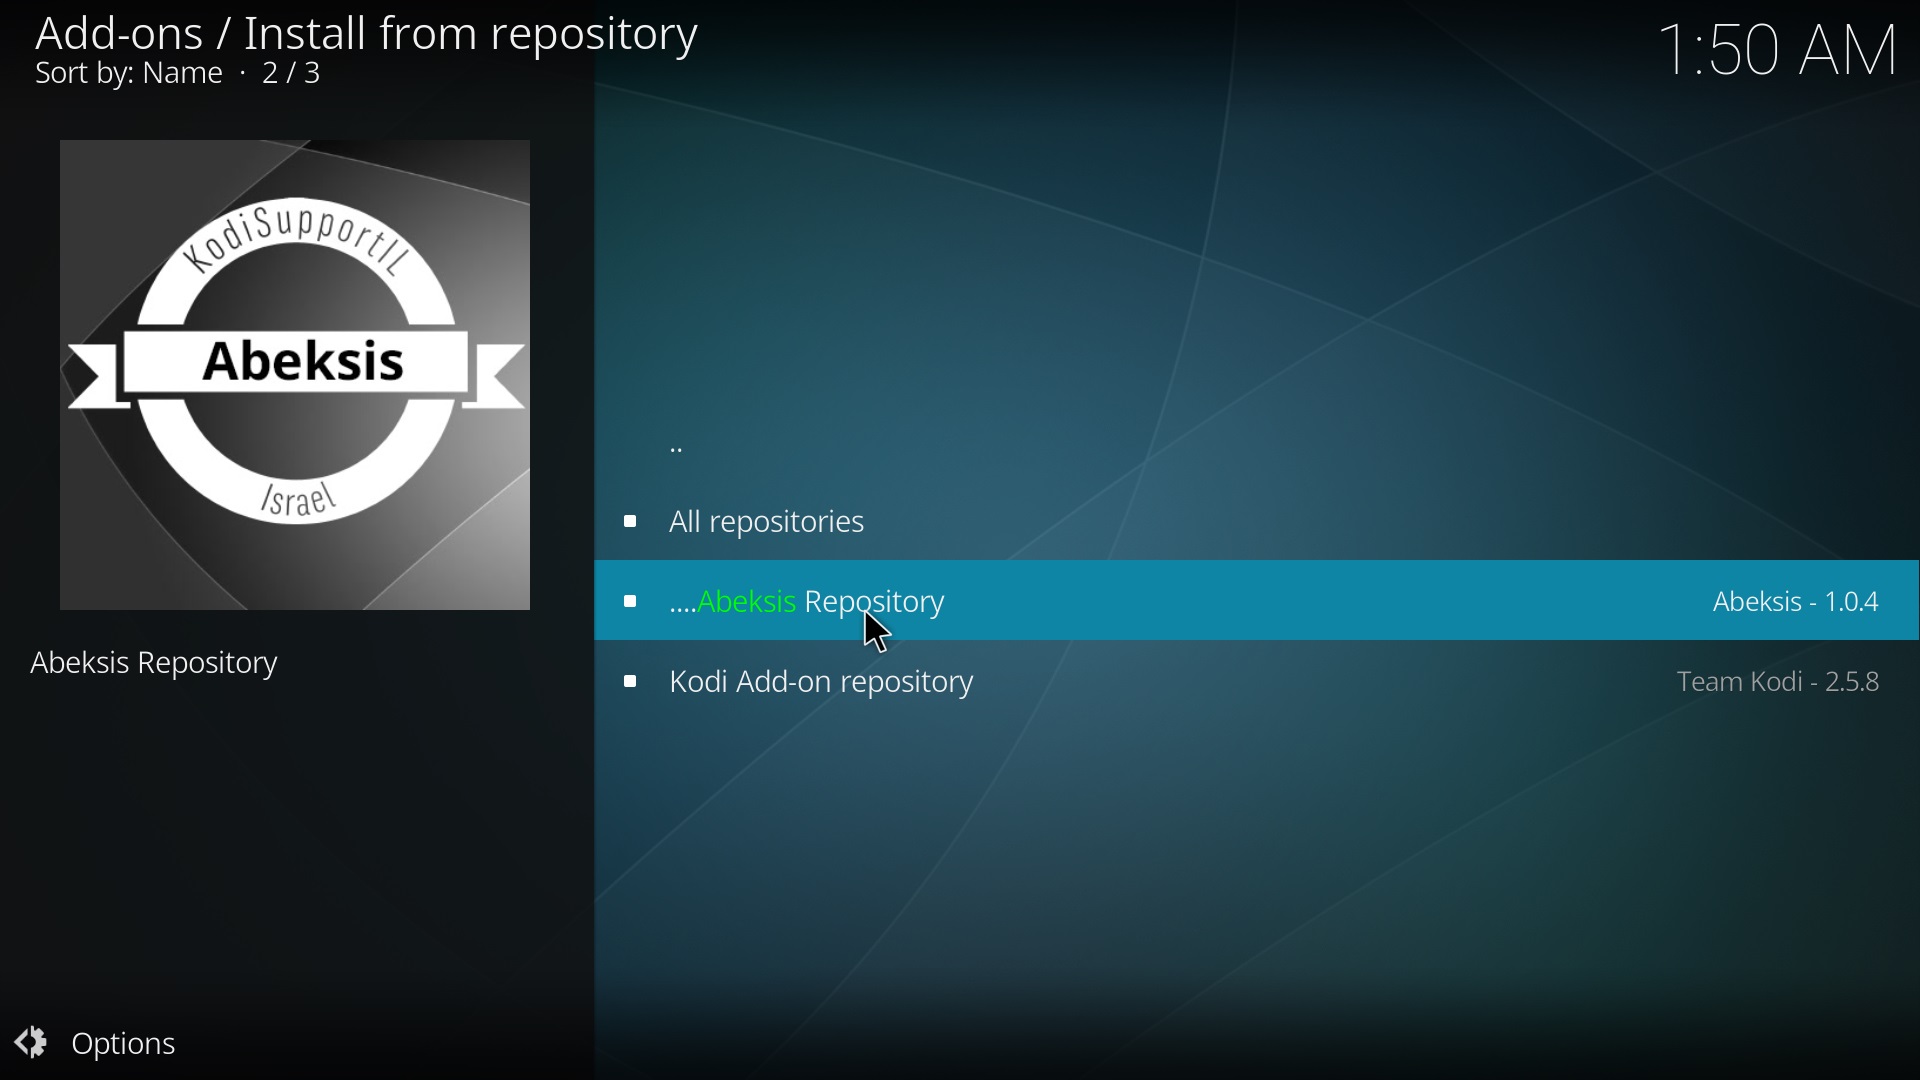 Add-ons / Install from repository
Sort by: Name · 2 / 3
1:50 AM
KodiSupportIL
Abeksis
Israel
Abeksis Repository
..
All repositories
....Abeksis Repository
Abeksis - 1.0.4
Kodi Add-on repository
Team Kodi - 2.5.8
Options